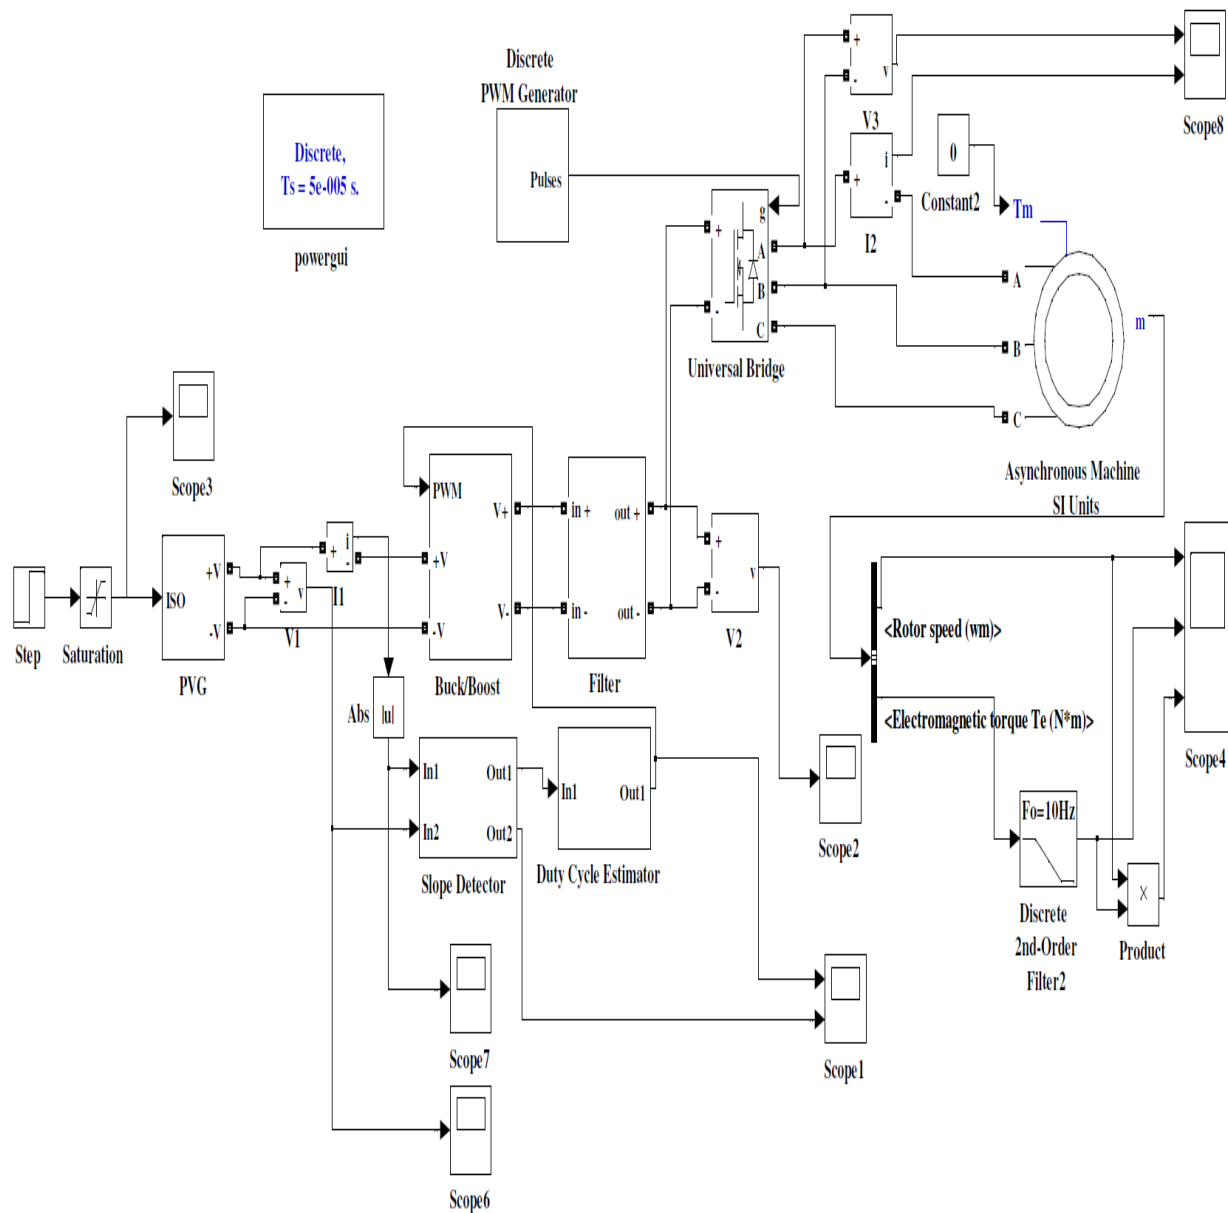 Discrete
PWM Generator
Pulses
Discrete,
Ts = 5e-005 s.
powergui
+
-
v
V3
Scope8
i
+
-
I2
0
Constant2
Tm
g
+
-
A
B
C
Universal Bridge
A
B
C
m
Asynchronous Machine
SI Units
Scope3
Step
Saturation
ISO
+V
-V
PVG
+
-
v
V1
+
i
-
I1
PWM
+V
-V
V+
V-
Buck/Boost
in +
in -
out +
out -
Filter
+
-
v
V2
<Rotor speed (wm)>
<Electromagnetic torque Te (N*m)>
Scope4
Abs
|u|
In1
In2
Out1
Out2
Slope Detector
In1
Out1
Duty Cycle Estimator
Scope2
Fo=10Hz
Discrete
2nd-Order
Filter2
×
Product
Scope7
Scope1
Scope6